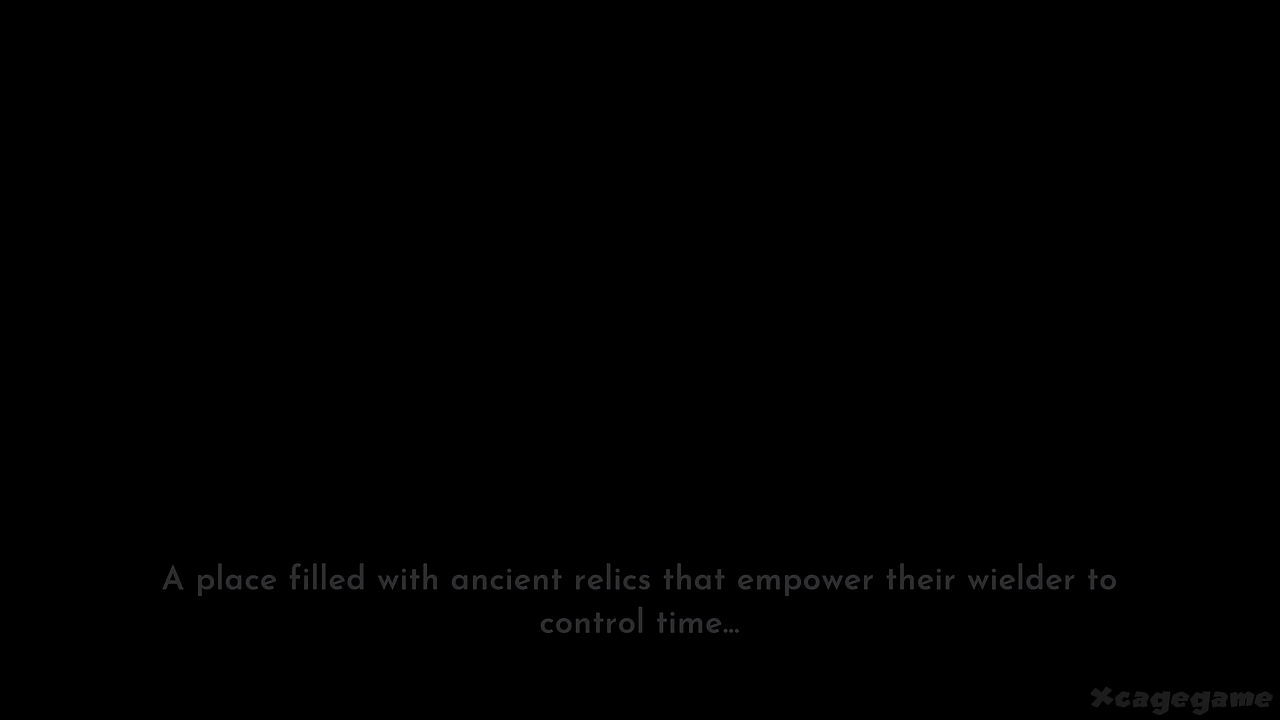 A place filled with ancient relics that empower their wielder to
control time...
Xcagegame